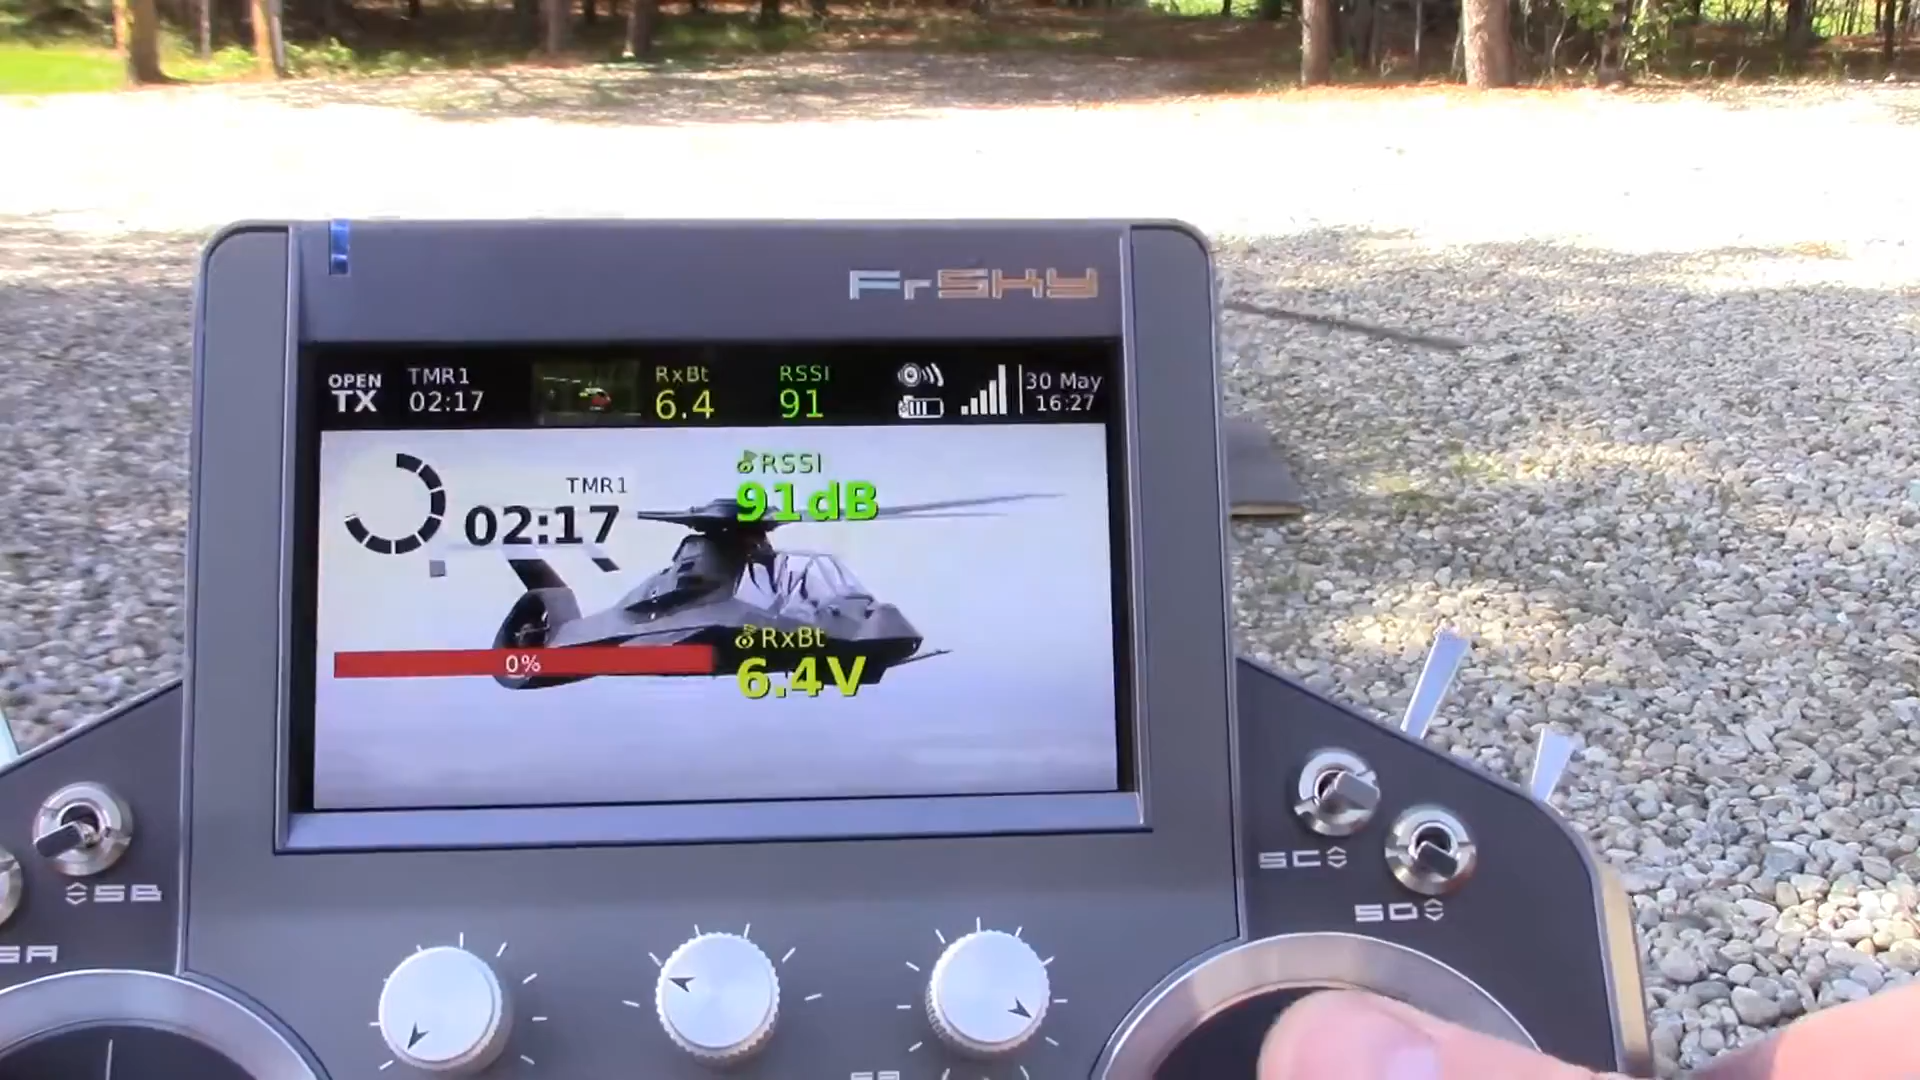 FrSKY
OPEN TX
TMR1 02:17
RxBt 6.4
RSSI 91
30 May 16:27
TMR1
02:17
RSSI
91dB
0%
RxBt
6.4V
SB
SA
SC
SD